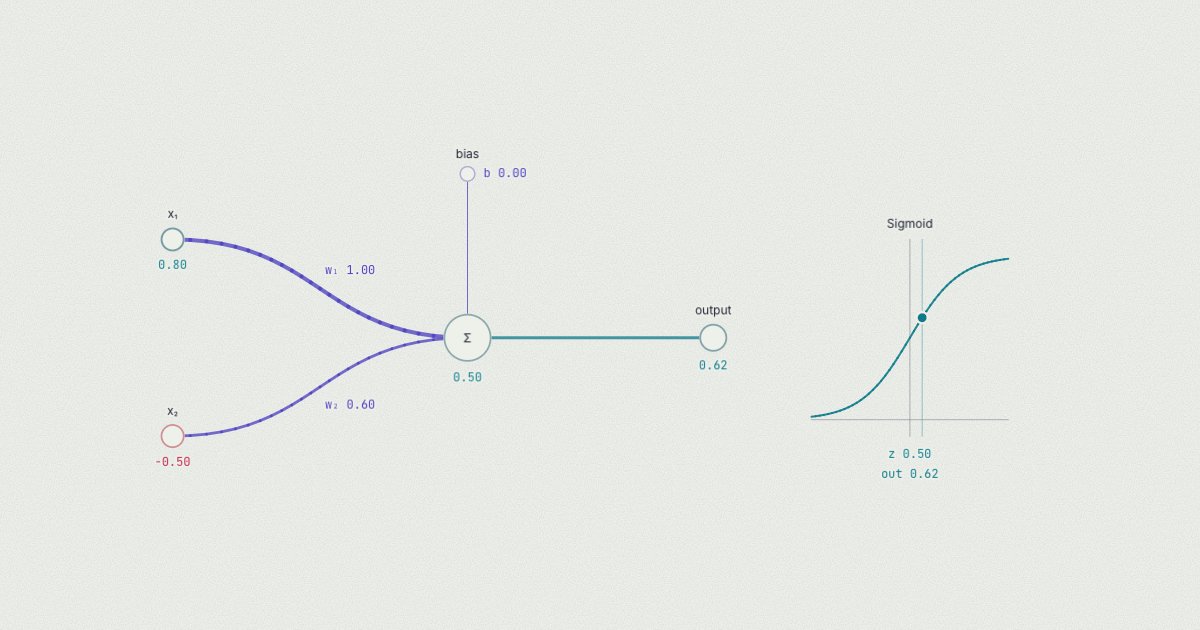 bias
b 0.00
x₁
0.80
w₁ 1.00
Σ
0.50
x₂
-0.50
w₂ 0.60
output
0.62
Sigmoid
z 0.50
out 0.62